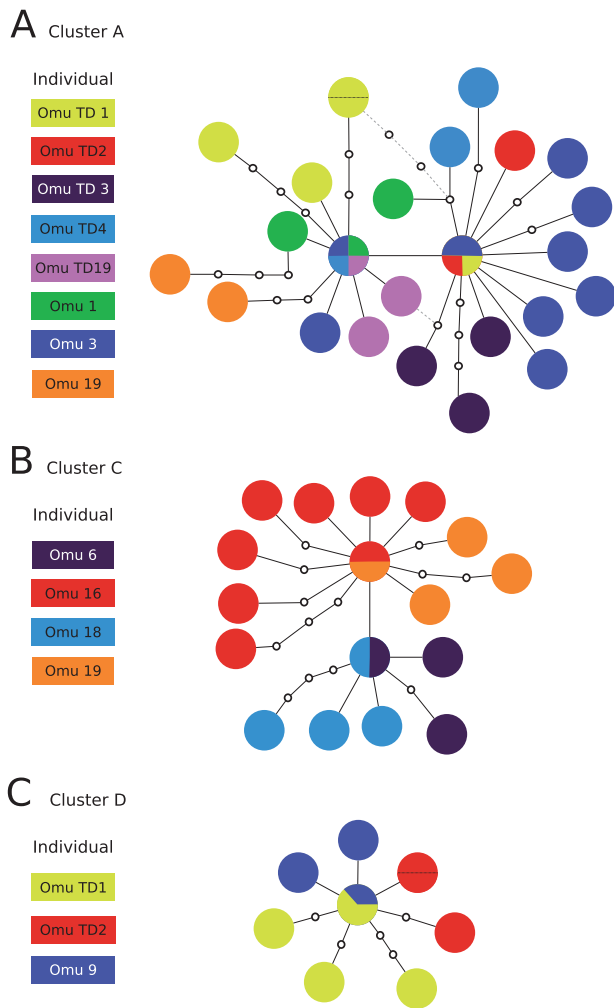 A Cluster A
Individual
Omu TD 1
Omu TD2
Omu TD 3
Omu TD4
Omu TD19
Omu 1
Omu 3
Omu 19
B Cluster C
Individual
Omu 6
Omu 16
Omu 18
Omu 19
C Cluster D
Individual
Omu TD1
Omu TD2
Omu 9